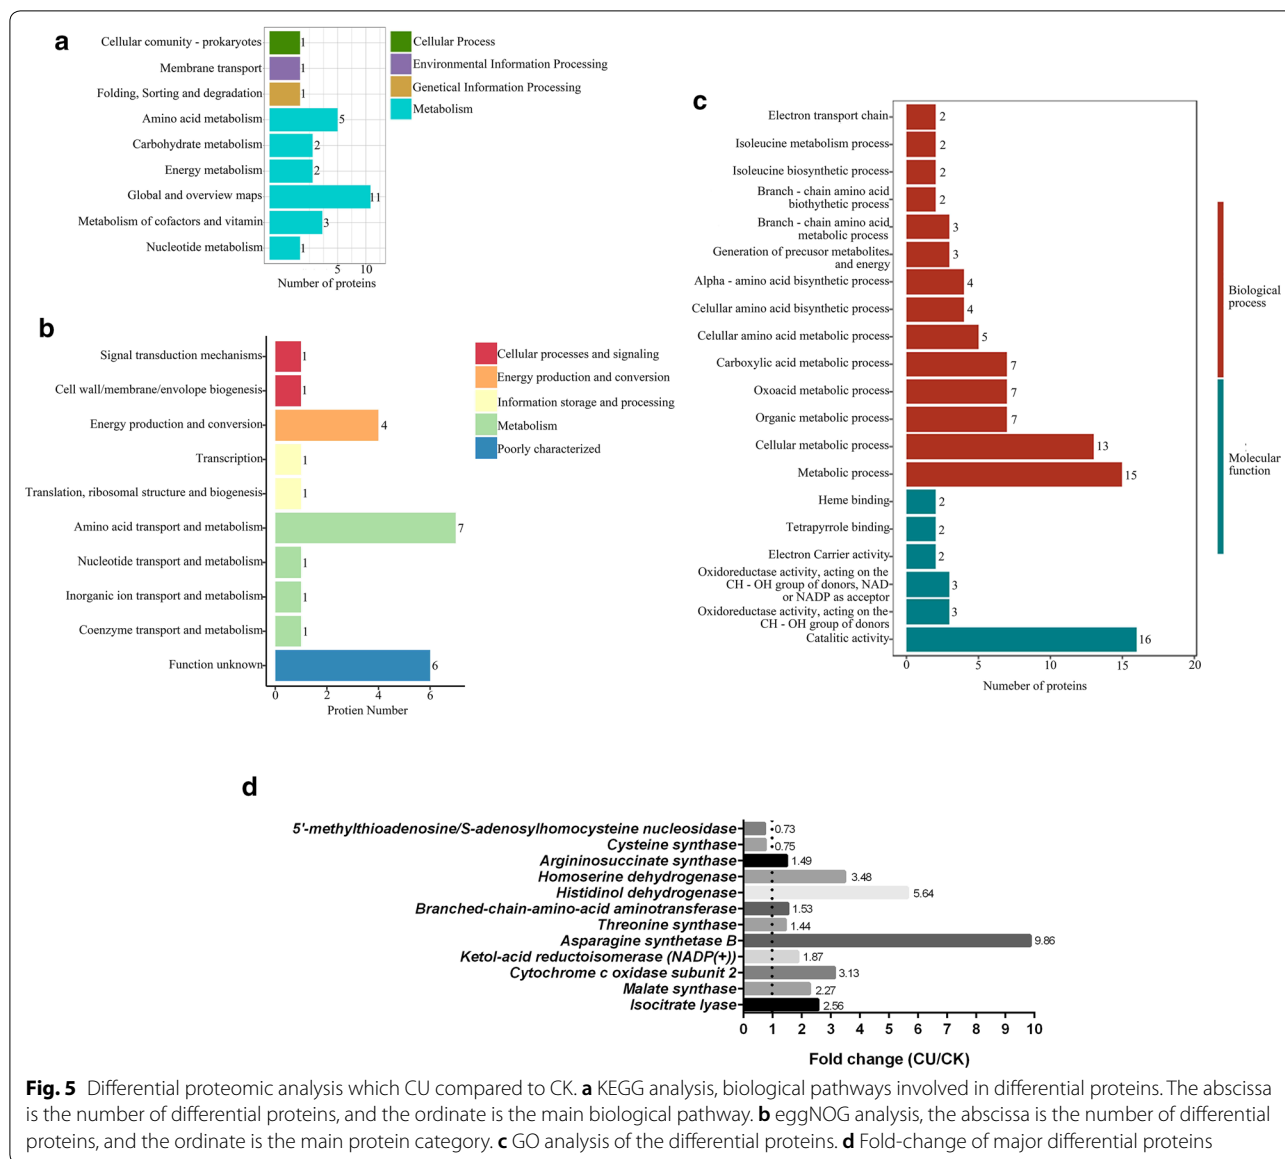 a
Cellular comunity - prokaryotes 1
Membrane transport 1
Folding, Sorting and degradation 1
Amino acid metabolism 5
Carbohydrate metabolism 2
Energy metabolism 2
Global and overview maps 11
Metabolism of cofactors and vitamin 3
Nucleotide metabolism 1
5 10
Number of proteins
Cellular Process
Environmental Information Processing
Genetical Information Processing
Metabolism
b
Signal transduction mechanisms 1
Cell wall/membrane/envelope biogenesis 1
Energy production and conversion 4
Transcription 1
Translation, ribosomal structure and biogenesis 1
Amino acid transport and metabolism 7
Nucleotide transport and metabolism 1
Inorganic ion transport and metabolism 1
Coenzyme transport and metabolism 1
Function unknown 6
0 2 4 6
Protien Number
Cellular processes and signaling
Energy production and conversion
Information storage and processing
Metabolism
Poorly characterized
c
Electron transport chain 2
Isoleucine metabolism process 2
Isoleucine biosynthetic process 2
Branch - chain amino acid
biothythetic process 2
Branch - chain amino acid
metabolic process 3
Generation of precusor metabolites
and energy 3
Alpha - amino acid bisynthetic process 4
Celullar amino acid bisynthetic process 4
Celullar amino acid metabolic process 5
Carboxylic acid metabolic process 7
Oxoacid metabolic process 7
Organic metabolic process 7
Cellular metabolic process 13
Metabolic process 15
Heme binding 2
Tetrapyrrole binding 2
Electron Carrier activity 2
Oxidoreductase activity, acting on the
CH - OH group of donors, NAD 3
or NADP as acceptor
Oxidoreductase activity, acting on the 3
CH - OH group of donors
Catalitic activity 16
0 5 10 15 20
Numeber of proteins
Biological
process
Molecular
function
d
5'-methylthioadenosine/S-adenosylhomocysteine nucleosidase 0.73
Cysteine synthase 0.75
Argininosuccinate synthase 1.49
Homoserine dehydrogenase 3.48
Histidinol dehydrogenase 5.64
Branched-chain-amino-acid aminotransferase 1.53
Threonine synthase 1.44
Asparagine synthetase B 9.86
Ketol-acid reductoisomerase (NADP(+)) 1.87
Cytochrome c oxidase subunit 2 3.13
Malate synthase 2.27
Isocitrate lyase 2.56
0 1 2 3 4 5 6 7 8 9 10
Fold change (CU/CK)
Fig. 5 Differential proteomic analysis which CU compared to CK. a KEGG analysis, biological pathways involved in differential proteins. The abscissa
is the number of differential proteins, and the ordinate is the main biological pathway. b eggNOG analysis, the abscissa is the number of differential
proteins, and the ordinate is the main protein category. c GO analysis of the differential proteins. d Fold-change of major differential proteins